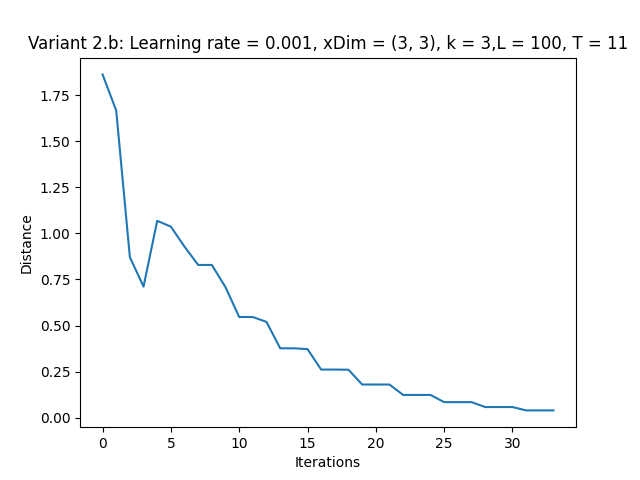 Variant 2.b: Learning rate = 0.001, xDim = (3, 3), k = 3,L = 100, T = 11
1.75
1.50
1.25
1.00
0.75
0.50
0.25
0.00
Distance
0 5 10 15 20 25 30
Iterations